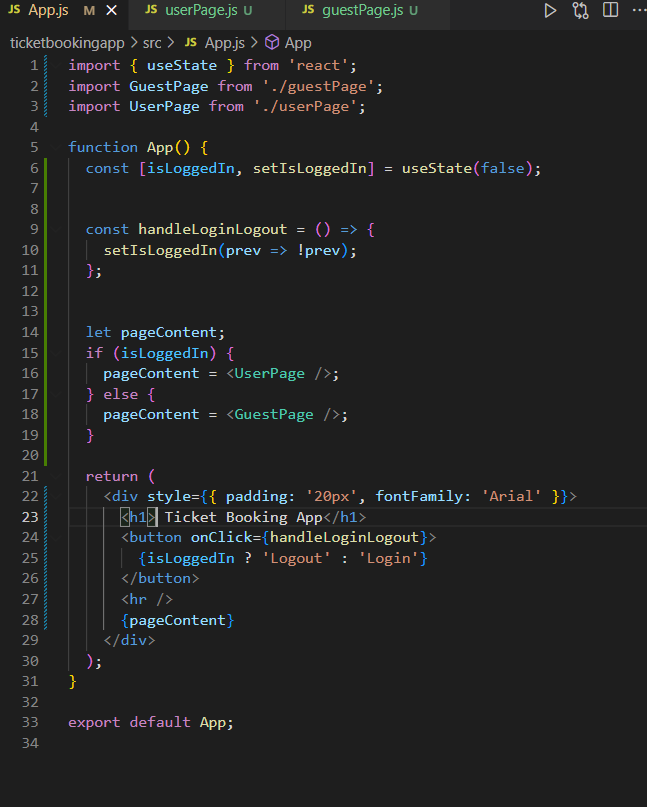 JS App.js M × JS userPage.js U JS guestPage.js U ...
ticketbookingapp > src > JS App.js > App
1 import { useState } from 'react';
2 import GuestPage from './guestPage';
3 import UserPage from './userPage';
4
5 function App() {
6   const [isLoggedIn, setIsLoggedIn] = useState(false);
7
8
9   const handleLoginLogout = () => {
10     setIsLoggedIn(prev => !prev);
11   };
12
13
14   let pageContent;
15   if (isLoggedIn) {
16     pageContent = <UserPage />;
17   } else {
18     pageContent = <GuestPage />;
19   }
20
21   return (
22     <div style={{ padding: '20px', fontFamily: 'Arial' }}>
23       <h1> Ticket Booking App</h1>
24       <button onClick={handleLoginLogout}>
25         {isLoggedIn ? 'Logout' : 'Login'}
26       </button>
27       <hr />
28       {pageContent}
29     </div>
30   );
31 }
32
33 export default App;
34